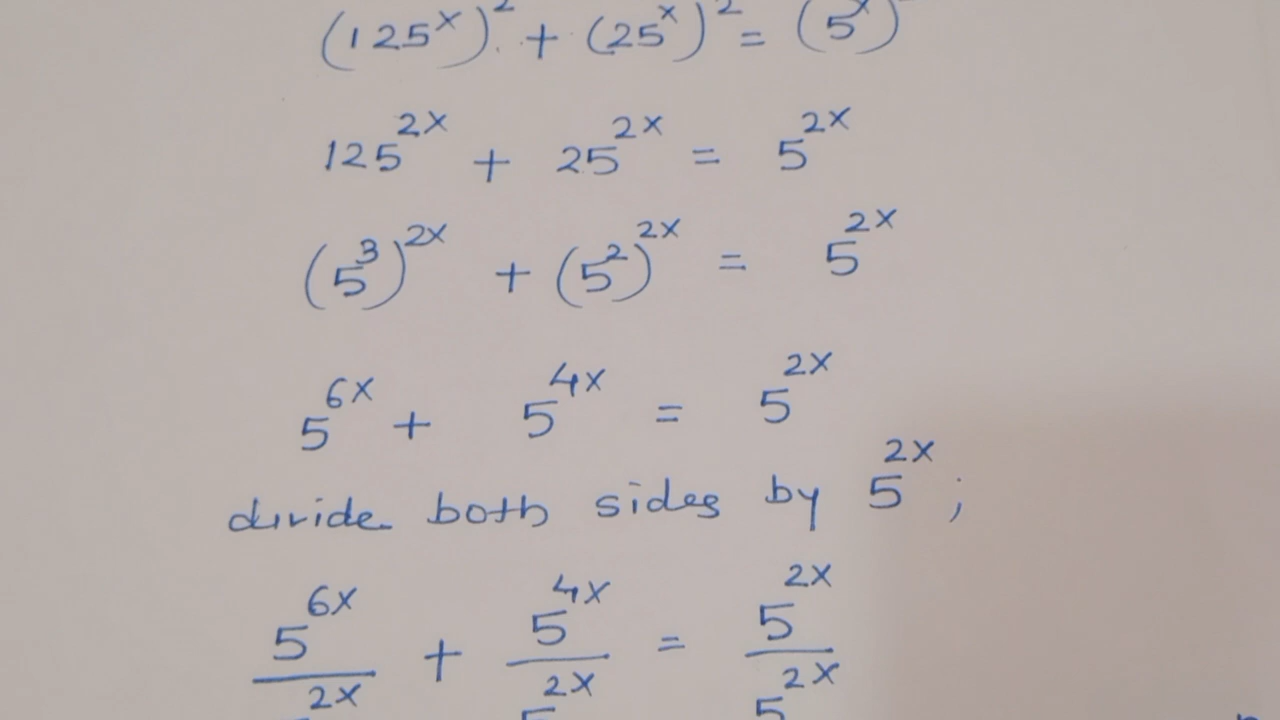 (125^x)^2 + (25^x)^2 = (5^x)
125^2x + 25^2x = 5^2x
(5^3)^2x + (5^2)^2x = 5^2x
5^6x + 5^4x = 5^2x
divide both sides by 5^2x ;
5^6x/5^2x + 5^4x/5^2x = 5^2x/5^2x